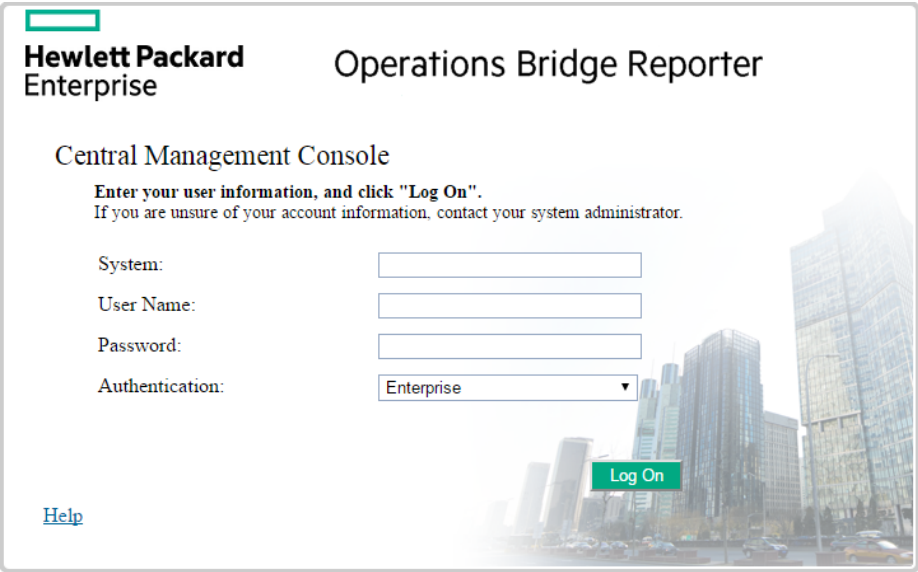 Hewlett Packard
Enterprise
Operations Bridge Reporter
Central Management Console
Enter your user information, and click "Log On".
If you are unsure of your account information, contact your system administrator.
System:
User Name:
Password:
Authentication:
Enterprise
Log On
Help